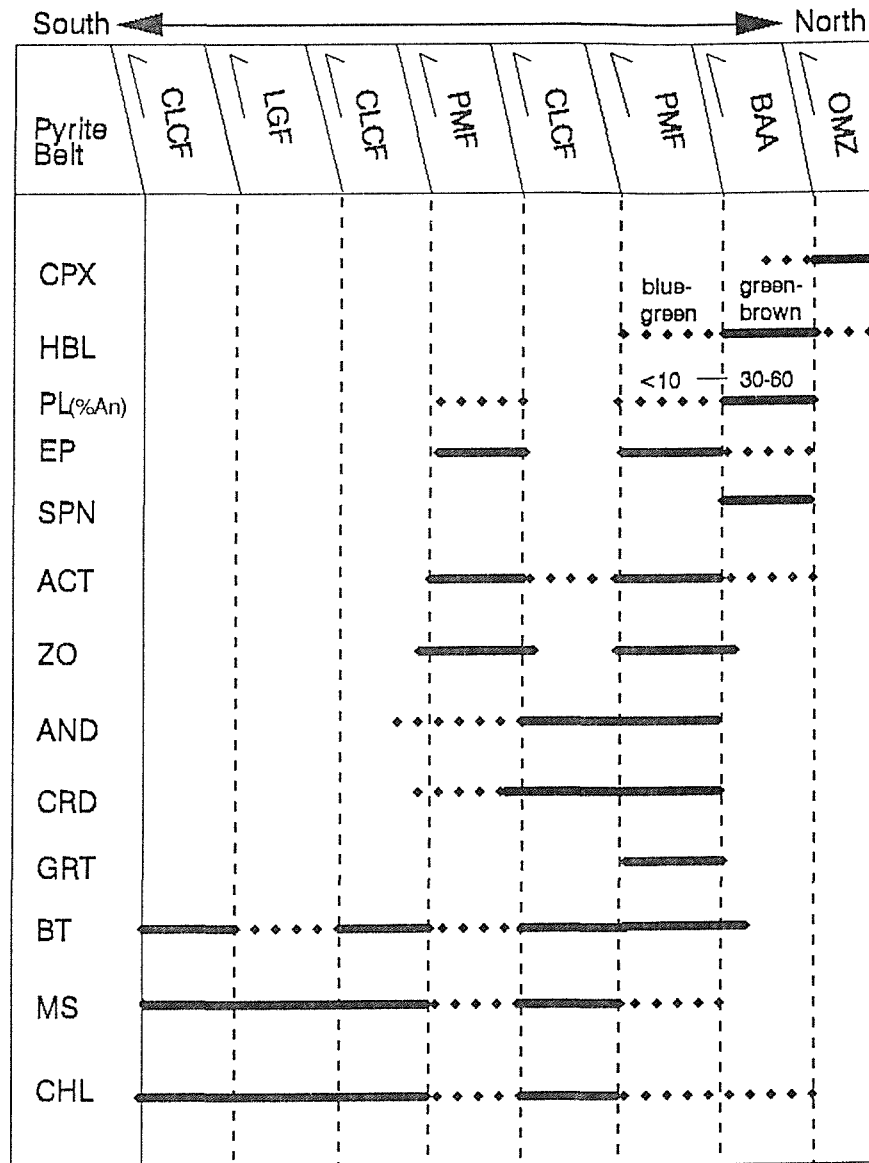 South North
Pyrite
Belt
CLCF
LGF
CLCF
PMF
CLCF
PMF
BAA
OMZ
CPX
blue-
green
green-
brown
HBL
PL(%An)
<10 — 30-60
EP
SPN
ACT
ZO
AND
CRD
GRT
BT
MS
CHL